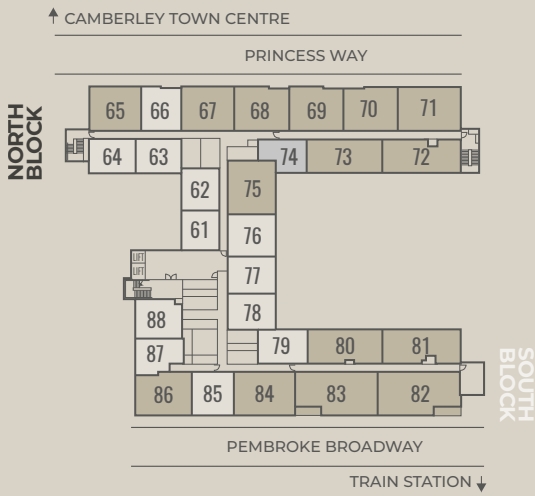 CAMBERLEY TOWN CENTRE
PRINCESS WAY
NORTH
BLOCK
65 66 67 68 69 70 71
64 63 74 73 72
62 75
61 76
LIFT
LIFT
77
88 78
87 79 80 81
86 85 84 83 82
SOUTH
BLOCK
PEMBROKE BROADWAY
TRAIN STATION